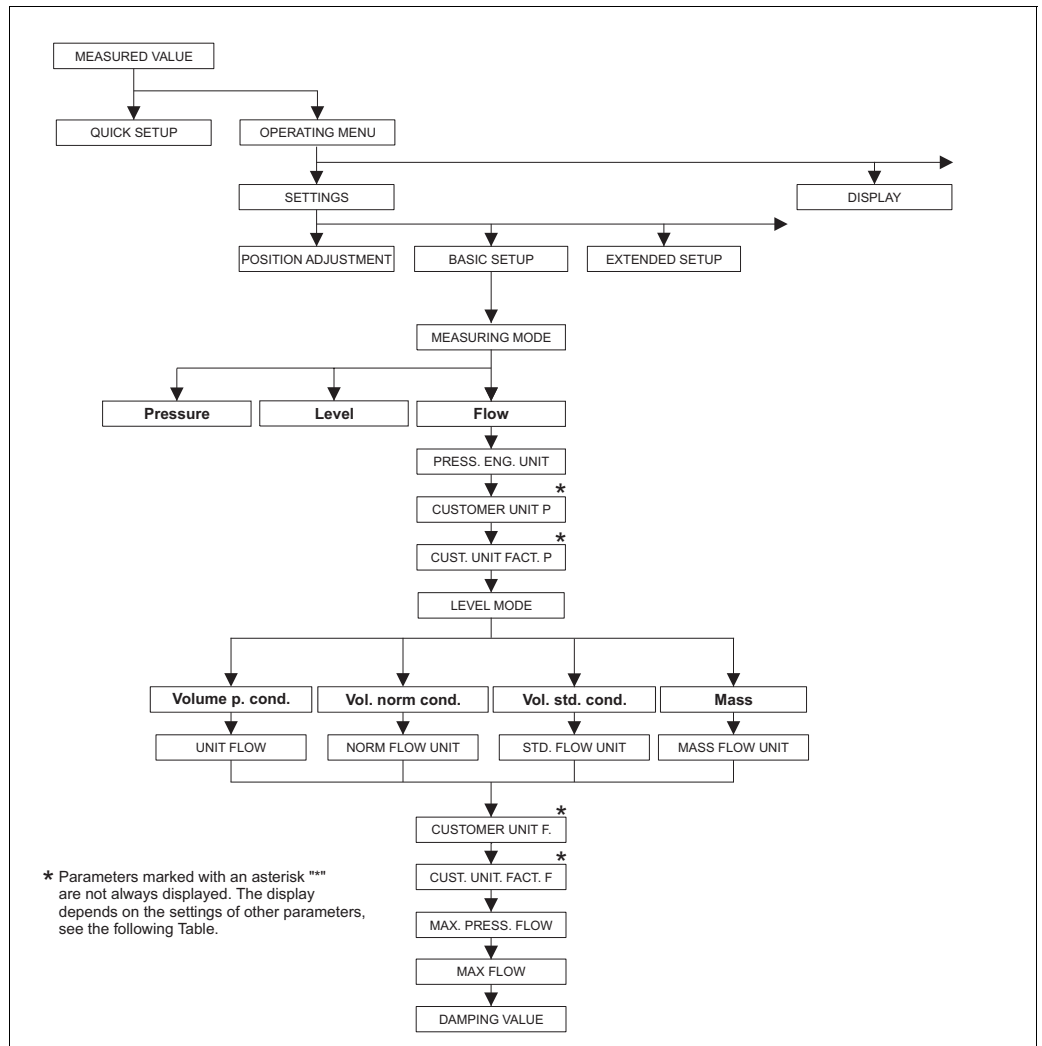 MEASURED VALUE
QUICK SETUP
OPERATING MENU
SETTINGS
DISPLAY
POSITION ADJUSTMENT
BASIC SETUP
EXTENDED SETUP
MEASURING MODE
Pressure
Level
Flow
PRESS. ENG. UNIT
*
CUSTOMER UNIT P
*
CUST. UNIT FACT. P
LEVEL MODE
Volume p. cond.
Vol. norm cond.
Vol. std. cond.
Mass
UNIT FLOW
NORM FLOW UNIT
STD. FLOW UNIT
MASS FLOW UNIT
*
CUSTOMER UNIT F.
*
CUST. UNIT. FACT. F
MAX. PRESS. FLOW
MAX FLOW
DAMPING VALUE
* Parameters marked with an asterisk "*"
are not always displayed. The display
depends on the settings of other parameters,
see the following Table.